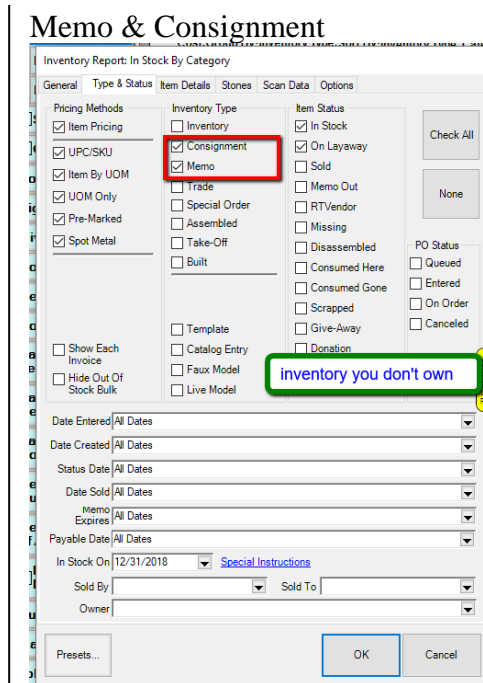 Memo & Consignment
Inventory Report: In Stock By Category
General Type & Status Item Details Stones Scan Data Options
Pricing Methods
Item Pricing
UPC/SKU
Item By UOM
UOM Only
Pre-Marked
Spot Metal
Show Each Invoice
Hide Out Of Stock Bulk
Inventory Type
Inventory
Consignment
Memo
Trade
Special Order
Assembled
Take-Off
Built
Template
Catalog Entry
Faux Model
Live Model
Item Status
In Stock
On Layaway
Sold
Memo Out
RTVendor
Missing
Disassembled
Consumed Here
Consumed Gone
Scrapped
Give-Away
Donation
Check All
None
PO Status
Queued
Entered
On Order
Canceled
inventory you don't own
Date Entered All Dates
Date Created All Dates
Status Date All Dates
Date Sold All Dates
Memo Expires All Dates
Payable Date All Dates
In Stock On 12/31/2018 Special Instructions
Sold By Sold To
Owner
Presets... OK Cancel